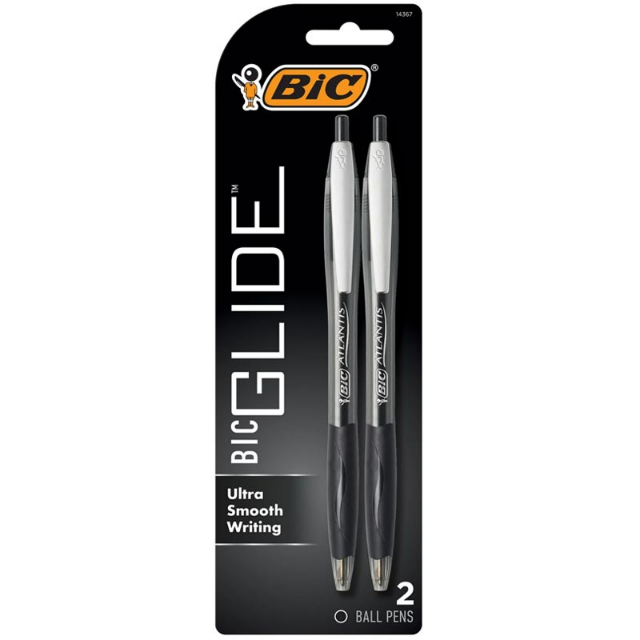 14367
BiC®
BIC GLIDE™
BiC ATLANTIS
BiC ATLANTIS
Ultra
Smooth
Writing
2
BALL PENS